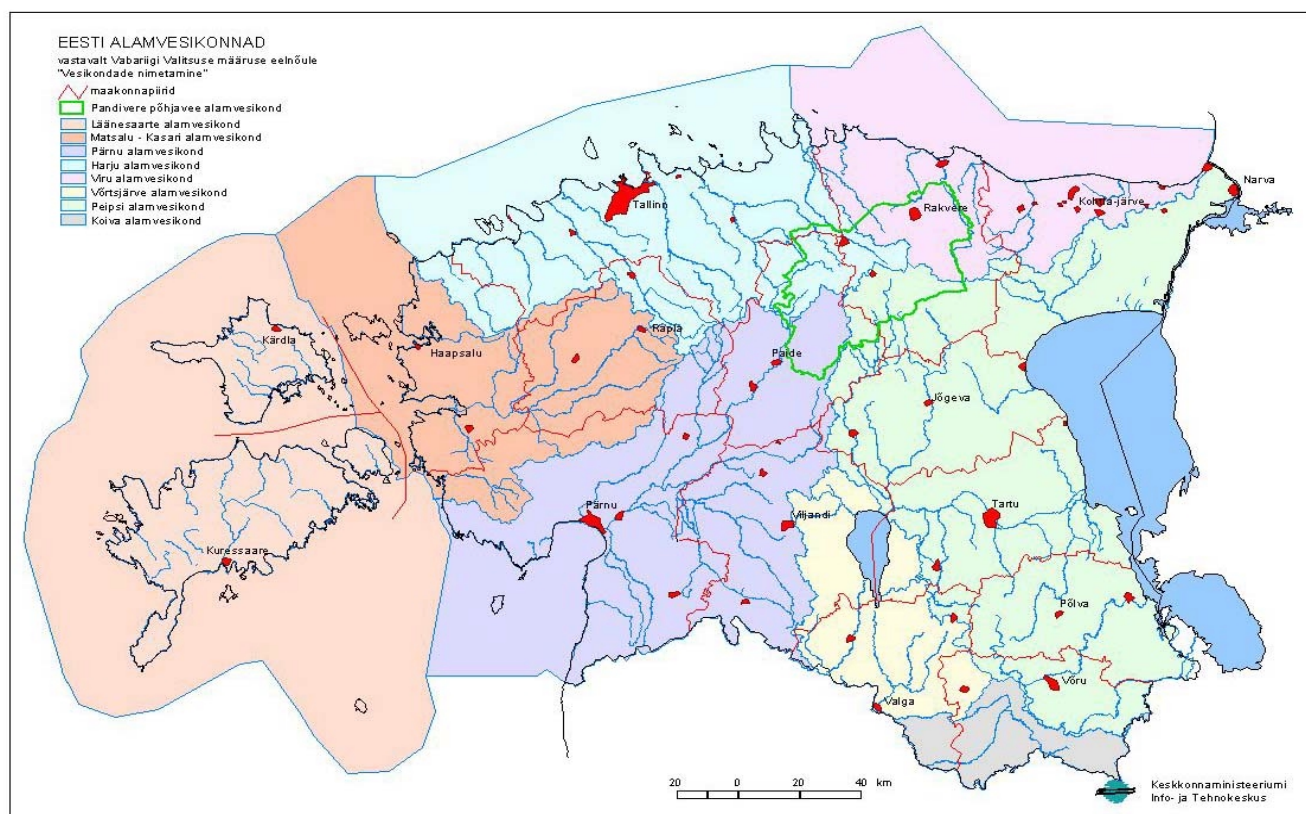 EESTI ALAMVESIKONNAD
vastavalt Vabariigi Valitsuse määruse eelnõule
"Vesikondade nimetamine"
maakonnapiirid
Pandivere põhjavee alamvesikond
Läänesaarte alamvesikond
Matsalu - Kasari alamvesikond
Pärnu alamvesikond
Harju alamvesikond
Viru alamvesikond
Võrtsjärve alamvesikond
Peipsi alamvesikond
Koiva alamvesikond
Tallinn
Rakvere
Kohtla-järve
Narva
Kärdla
Haapsalu
Rapla
Paide
Jõgeva
Kuressaare
Pärnu
Viljandi
Tartu
Põlva
Valga
Võru
20 0 20 40 km
Keskkonnaministeeriumi
Info- ja Tehnokeskus